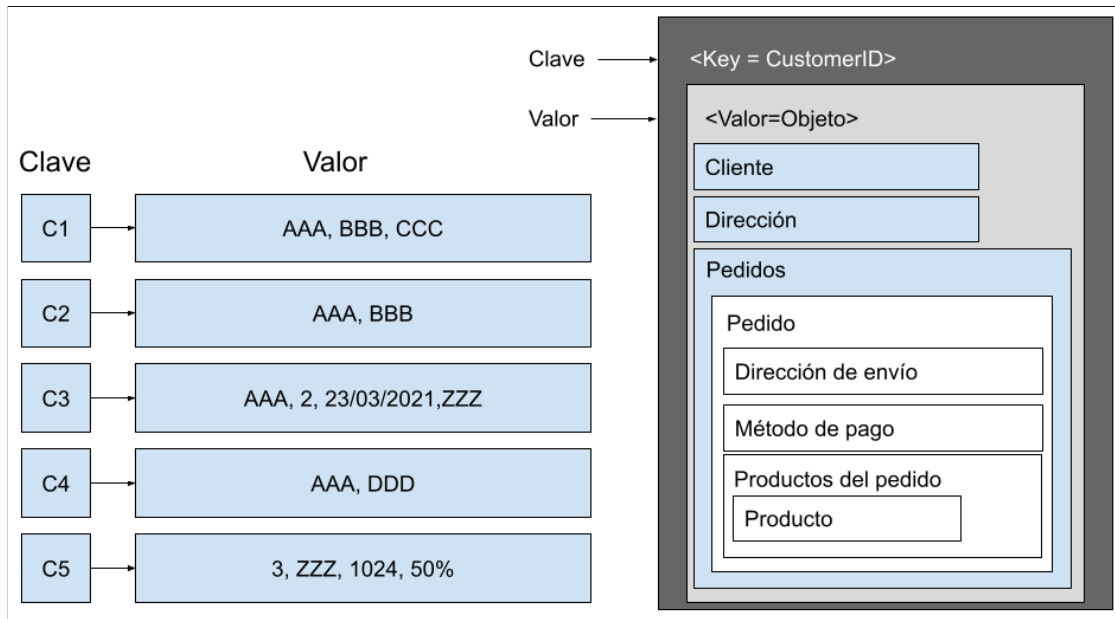 Clave
Valor
C1
AAA, BBB, CCC
C2
AAA, BBB
C3
AAA, 2, 23/03/2021,ZZZ
C4
AAA, DDD
C5
3, ZZZ, 1024, 50%
Clave
<Key = CustomerID>
Valor
<Valor=Objeto>
Cliente
Dirección
Pedidos
Pedido
Dirección de envío
Método de pago
Productos del pedido
Producto